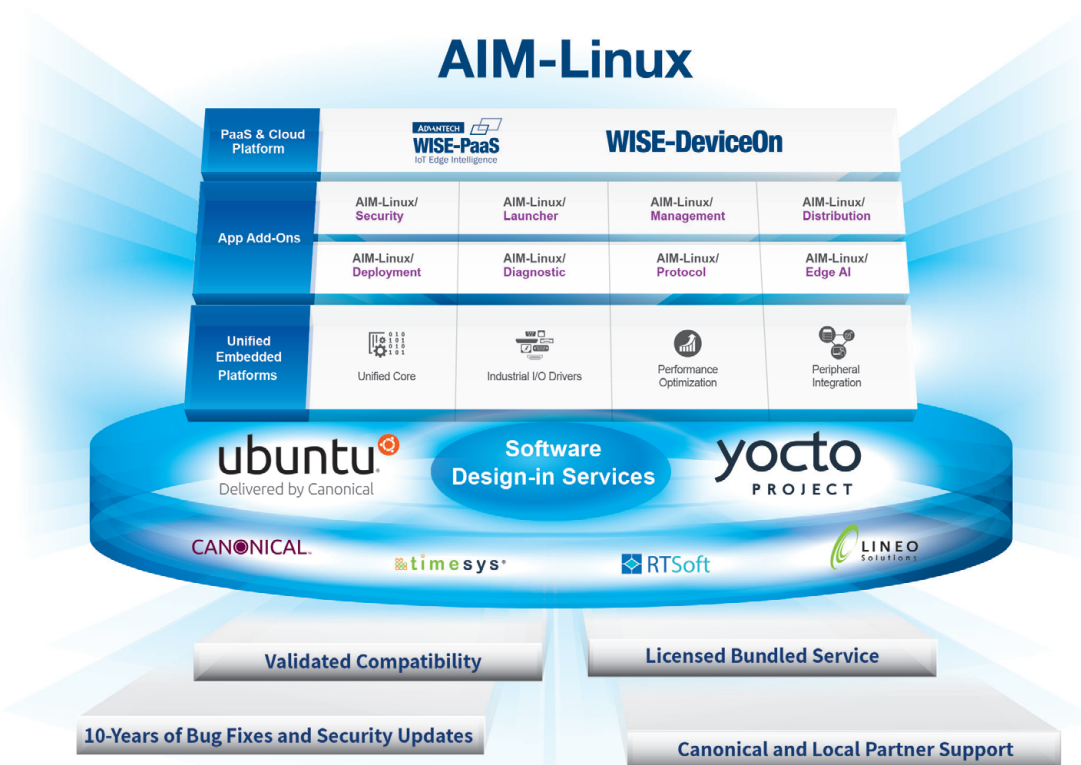 AIM-Linux
PaaS & Cloud
Platform
ADVANTECH
WISE-PaaS
IoT Edge Intelligence
WISE-DeviceOn
App Add-Ons
AIM-Linux/
Security
AIM-Linux/
Launcher
AIM-Linux/
Management
AIM-Linux/
Distribution
AIM-Linux/
Deployment
AIM-Linux/
Diagnostic
AIM-Linux/
Protocol
AIM-Linux/
Edge AI
Unified
Embedded
Platforms
010
101
010
101
Unified Core
Industrial I/O Drivers
Performance
Optimization
Peripheral
Integration
ubuntu
Delivered by Canonical
Software
Design-in Services
yocto
PROJECT
CANONICAL
timesys
RTSoft
LINEO
Solutions
Validated Compatibility
Licensed Bundled Service
10-Years of Bug Fixes and Security Updates
Canonical and Local Partner Support